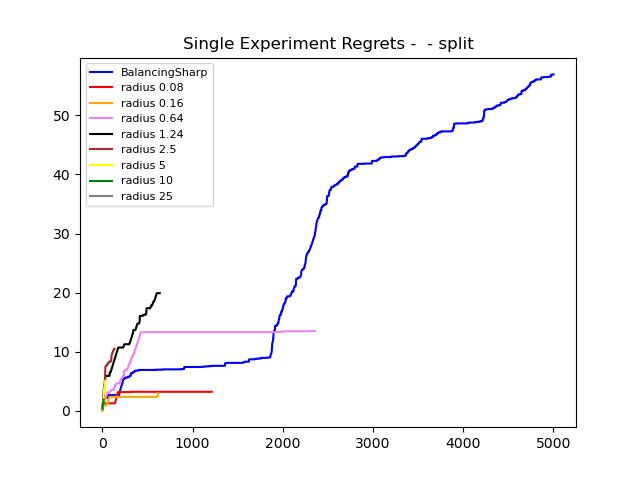 Single Experiment Regrets -  - split
BalancingSharp
radius 0.08
radius 0.16
radius 0.64
radius 1.24
radius 2.5
radius 5
radius 10
radius 25
50
40
30
20
10
0
0 1000 2000 3000 4000 5000